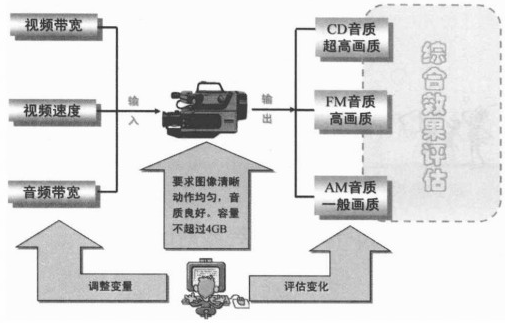 视频带宽
视频速度
音频带宽
输入
输出
CD音质
超高画质
FM音质
高画质
AM音质
一般画质
综合效果评估
要求图像清晰
动作均匀，音
质良好，容量
不超过4GB
调整变量
评估变化